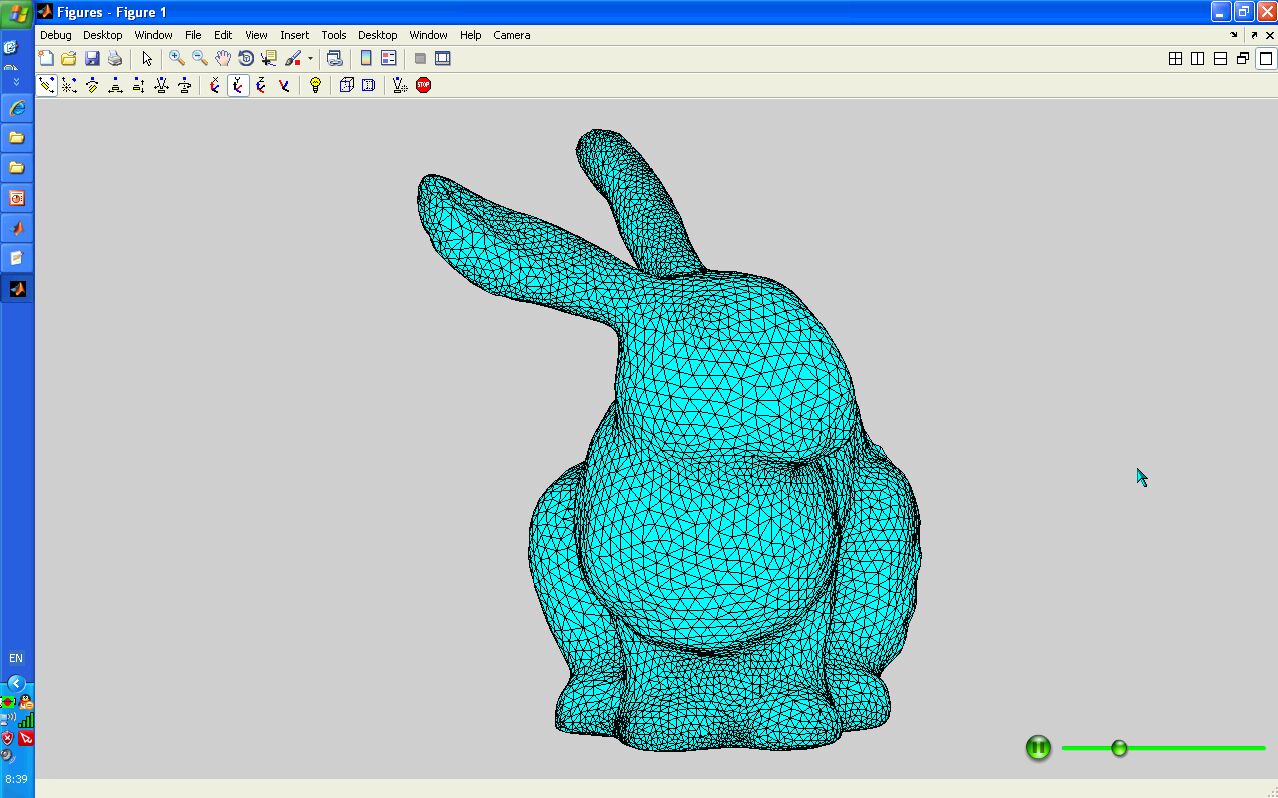 Figures - Figure 1
Debug Desktop Window File Edit View Insert Tools Desktop Window Help Camera
STOP
EN
8:39